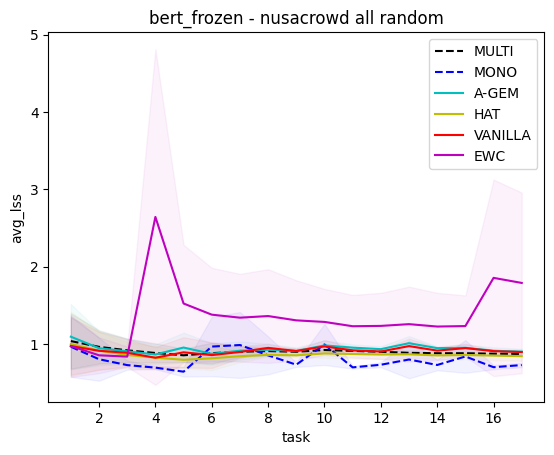 bert_frozen - nusacrowd all random
5
4
3
2
1
avg_lss
2
4
6
8
10
12
14
16
task
MULTI
MONO
A-GEM
HAT
VANILLA
EWC